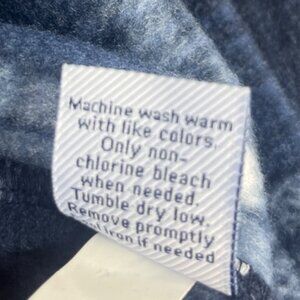 Machine wash warm
with like colors.
Only non-
chlorine bleach
when needed.
Tumble dry low.
Remove promptly
iron if needed